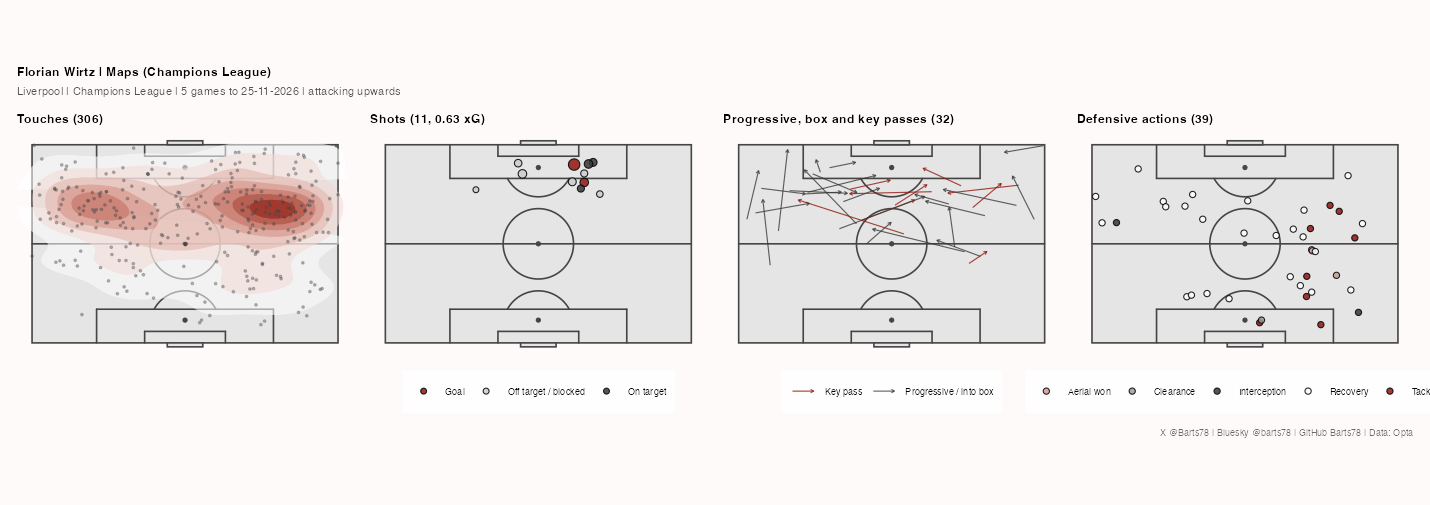 Florian Wirtz | Maps (Champions League)
Liverpool | Champions League | 5 games to 25-11-2026 | attacking upwards
Touches (306)
Shots (11, 0.63 xG)
Progressive, box and key passes (32)
Defensive actions (39)
Goal Off target / blocked On target
Key pass Progressive / into box
Aerial won Clearance Interception Recovery Tack
X @Barts78 | Bluesky @barts78 | GitHub Barts78 | Data: Opta